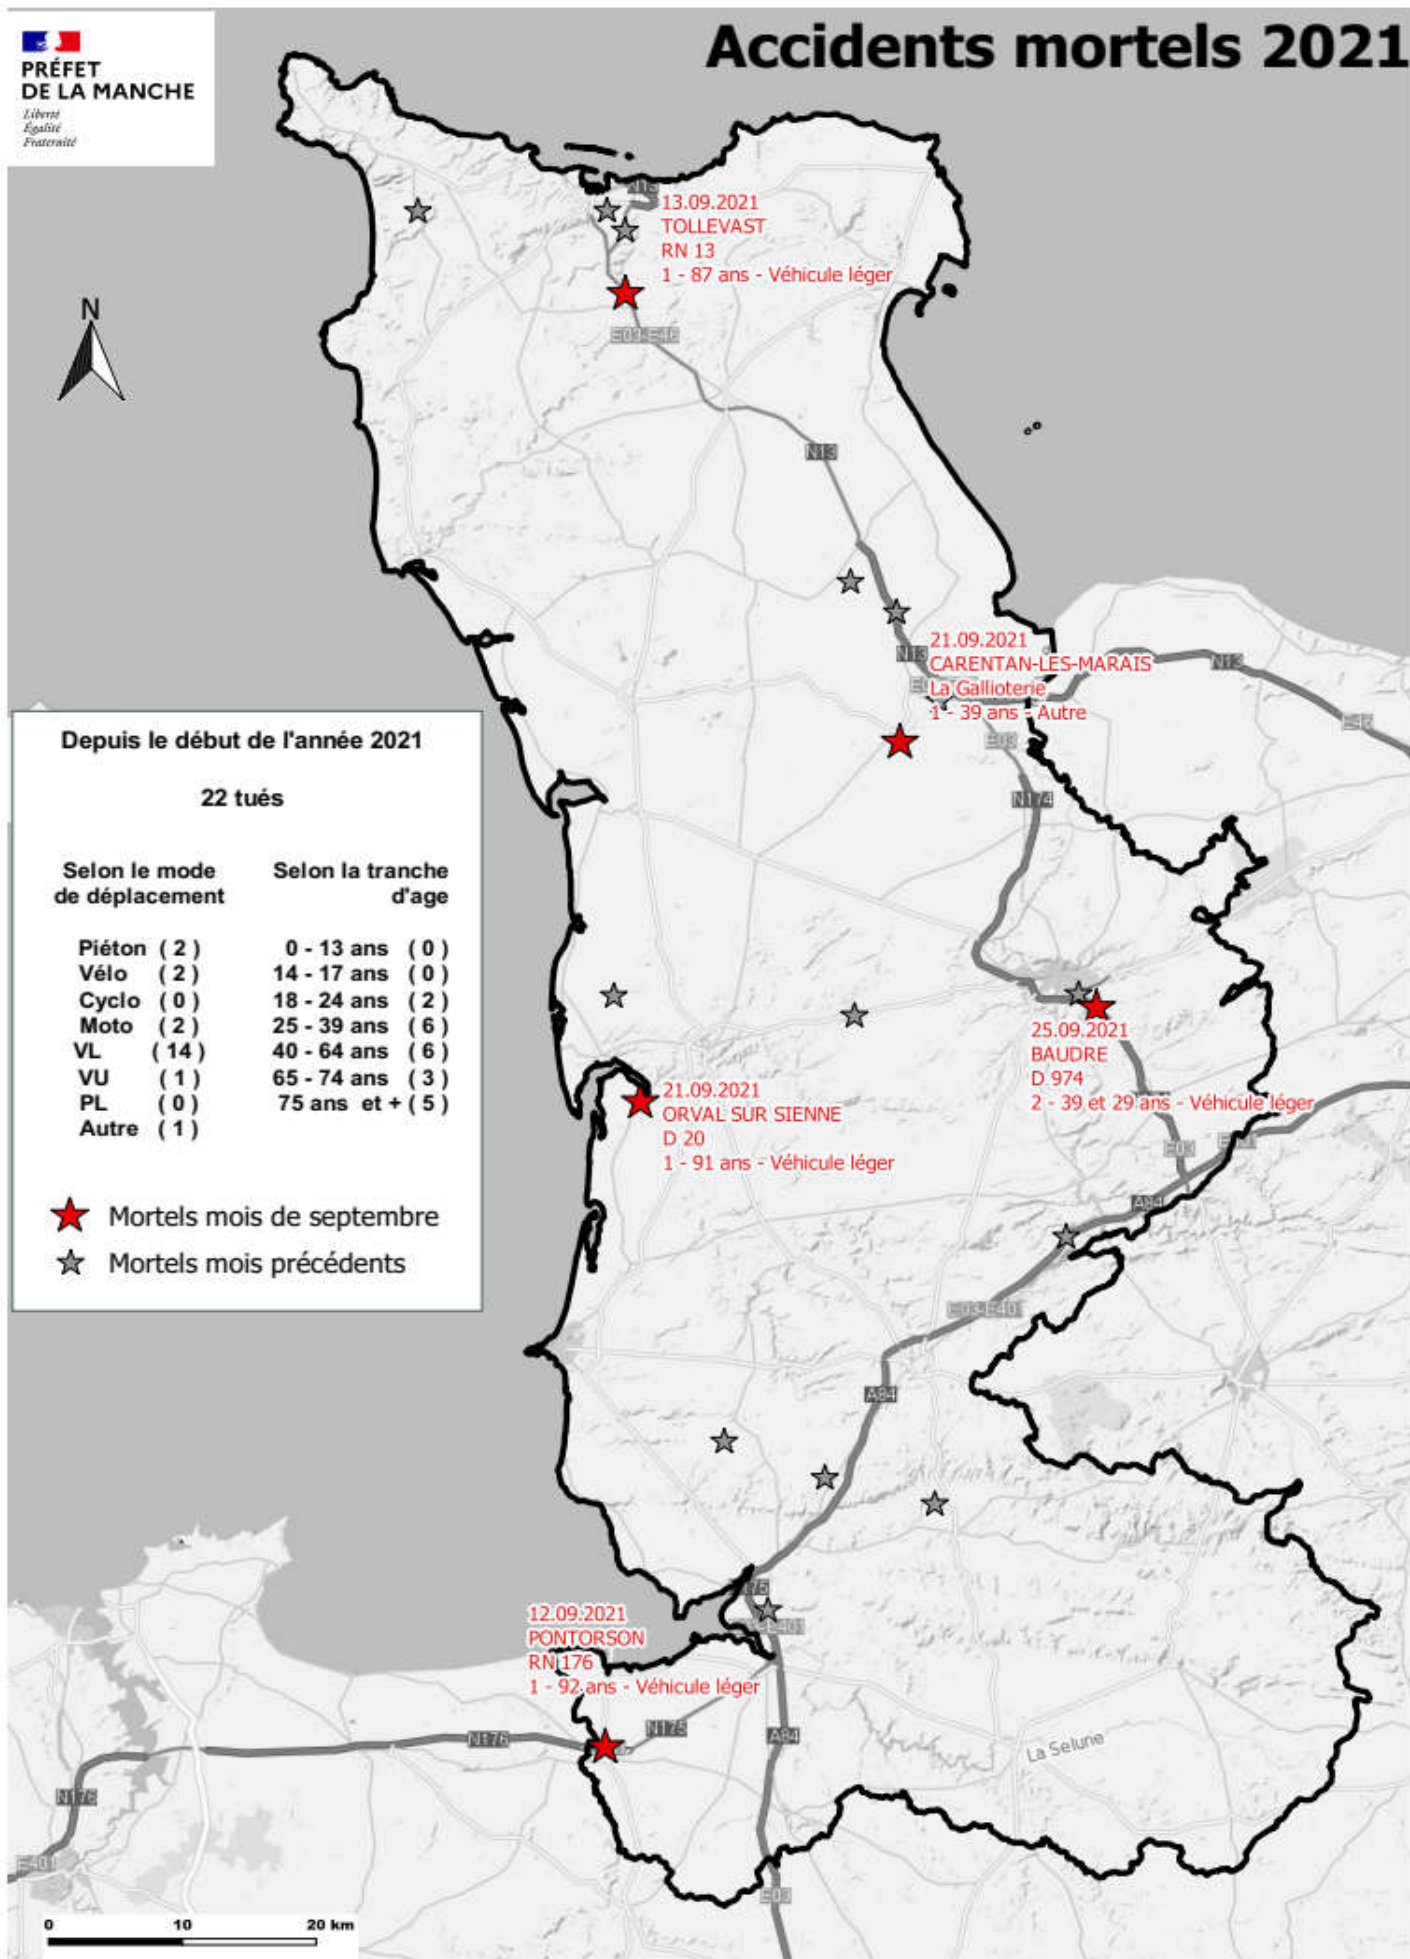 Accidents mortels 2021
PRÉFET
DE LA MANCHE
Liberté
Égalité
Fraternité
N
N13
13.09.2021
TOLLEVAST
RN 13
1 - 87 ans - Véhicule léger
E03-E46
N13
21.09.2021
CARENTAN-LES-MARAIS
La Gallioterie
1 - 39 ans - Autre
N13
N13
E46
E03
N174
Depuis le début de l'année 2021
22 tués
Selon le mode
de déplacement
Piéton ( 2 )
Vélo ( 2 )
Cyclo ( 0 )
Moto ( 2 )
VL ( 14 )
VU ( 1 )
PL ( 0 )
Autre ( 1 )
Selon la tranche
d'age
0 - 13 ans ( 0 )
14 - 17 ans ( 0 )
18 - 24 ans ( 2 )
25 - 39 ans ( 6 )
40 - 64 ans ( 6 )
65 - 74 ans ( 3 )
75 ans et + ( 5 )
Mortels mois de septembre
Mortels mois précédents
25.09.2021
BAUDRE
D 974
2 - 39 et 29 ans - Véhicule léger
21.09.2021
ORVAL SUR SIENNE
D 20
1 - 91 ans - Véhicule léger
E03
A84
E03-E401
A84
12.09.2021
PONTORSON
RN 176
1 - 92 ans - Véhicule léger
N176
N175
A84
La Selune
N176
E401
E03
0 10 20 km